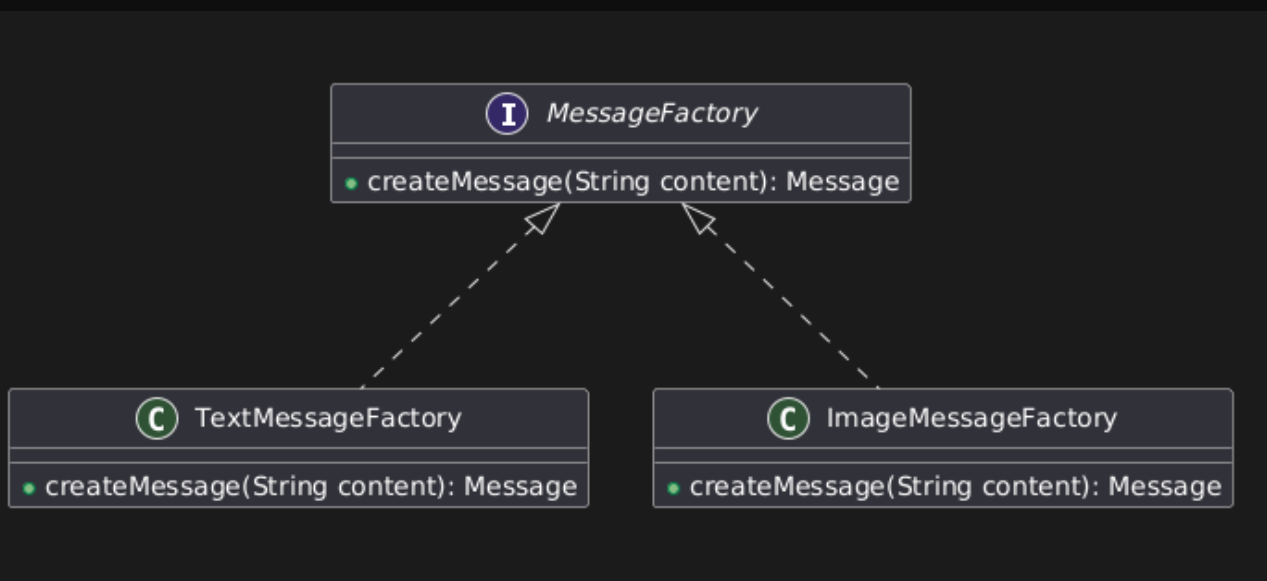 I MessageFactory
createMessage(String content): Message
C TextMessageFactory
C ImageMessageFactory
createMessage(String content): Message
createMessage(String content): Message